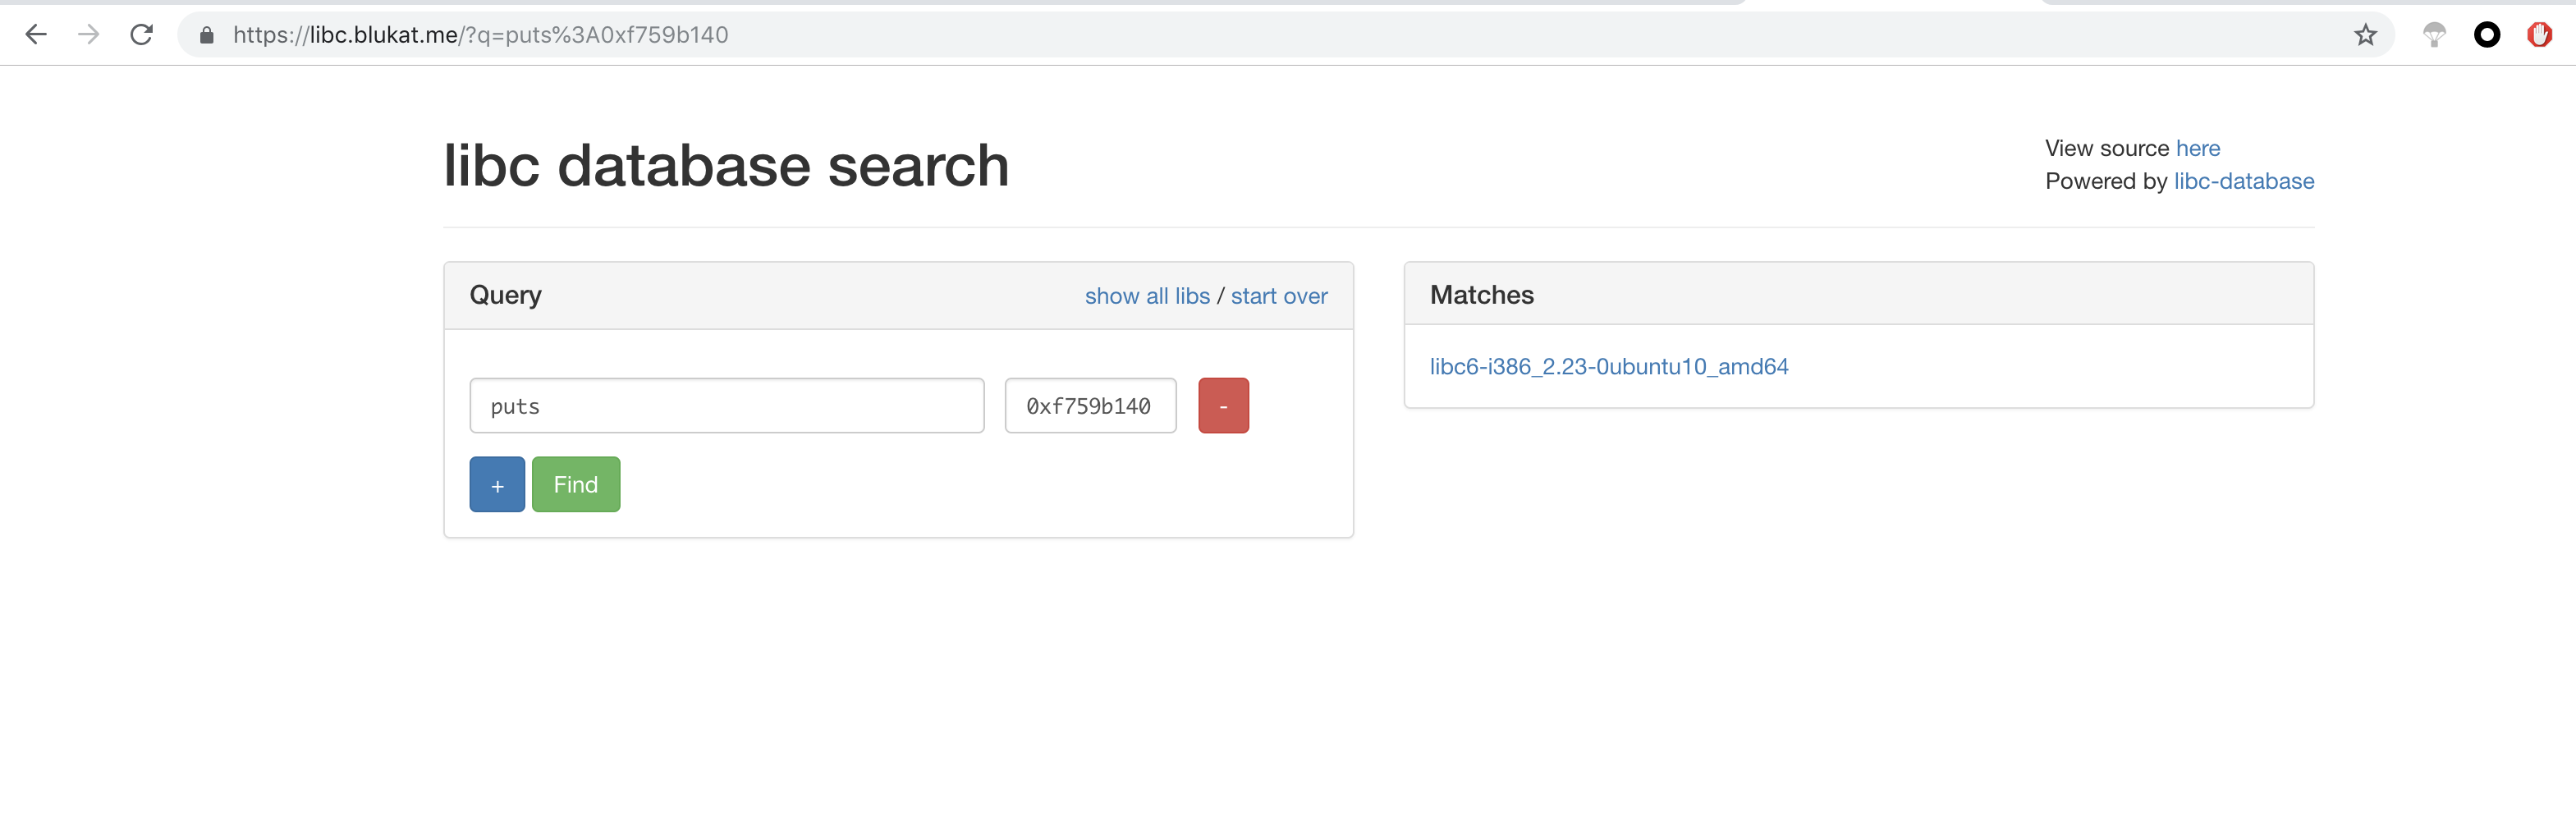 https://libc.blukat.me/?q=puts%3A0xf759b140
libc database search
View source here
Powered by libc-database
Query
show all libs / start over
puts
0xf759b140
-
+
Find
Matches
libc6-i386_2.23-0ubuntu10_amd64